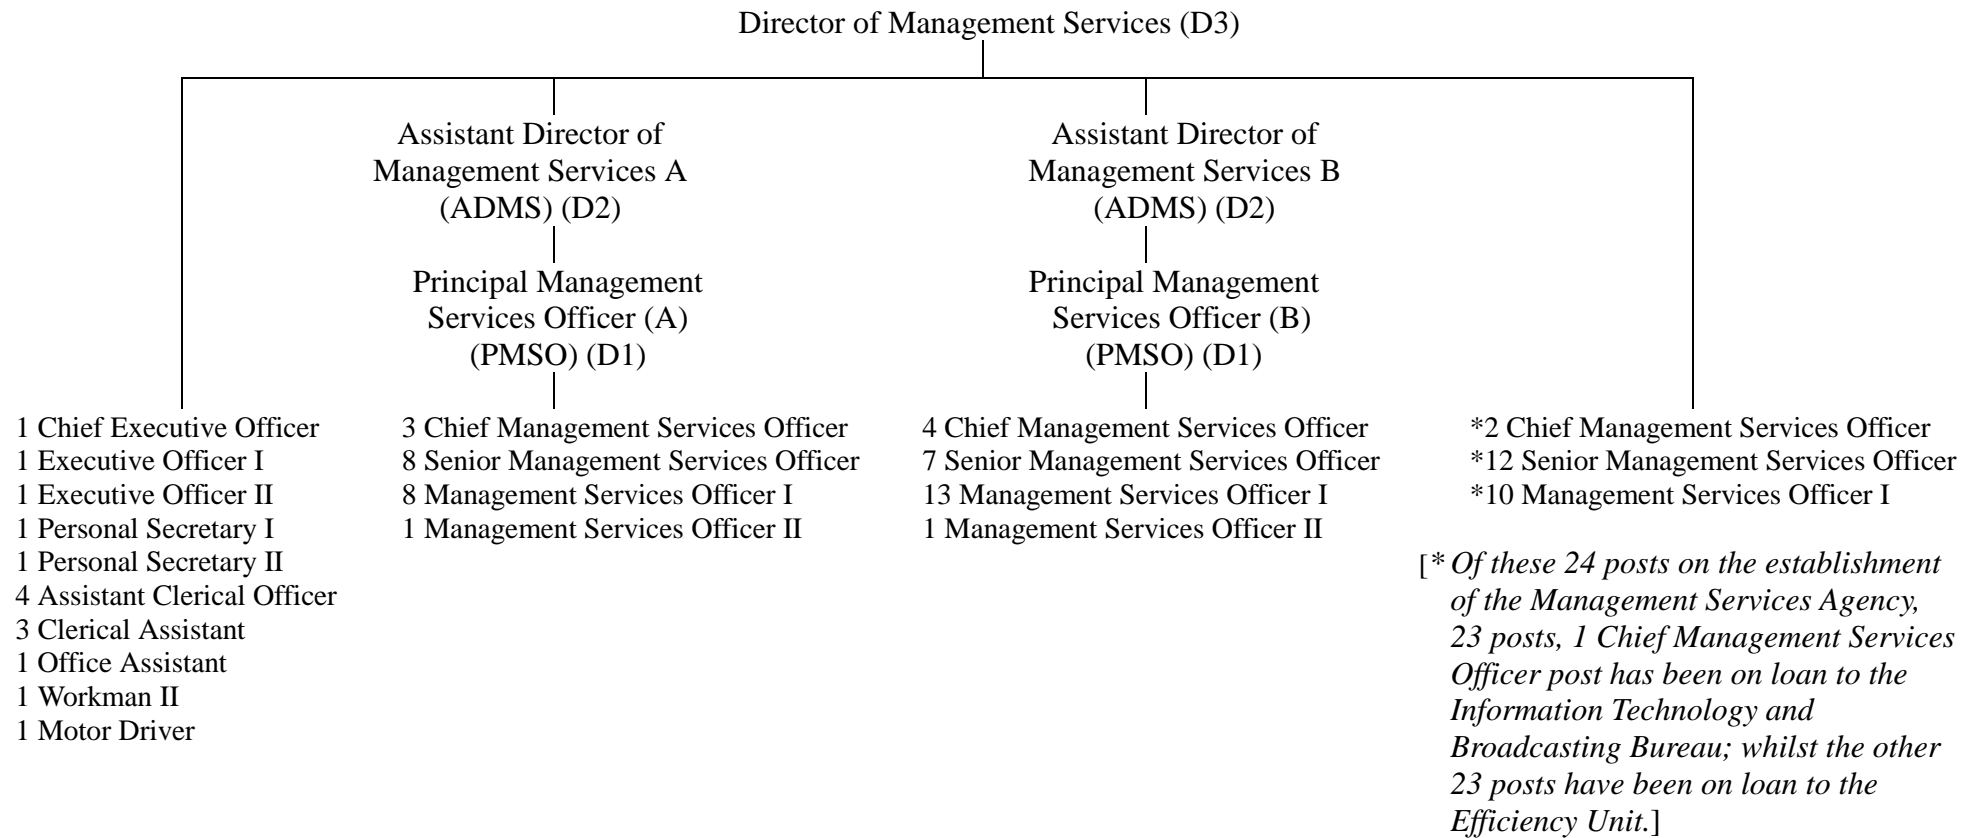 Director of Management Services (D3)
Assistant Director of
Management Services A
(ADMS) (D2)
Assistant Director of
Management Services B
(ADMS) (D2)
Principal Management
Services Officer (A)
(PMSO) (D1)
Principal Management
Services Officer (B)
(PMSO) (D1)
1 Chief Executive Officer
1 Executive Officer I
1 Executive Officer II
1 Personal Secretary I
1 Personal Secretary II
4 Assistant Clerical Officer
3 Clerical Assistant
1 Office Assistant
1 Workman II
1 Motor Driver
3 Chief Management Services Officer
8 Senior Management Services Officer
8 Management Services Officer I
1 Management Services Officer II
4 Chief Management Services Officer
7 Senior Management Services Officer
13 Management Services Officer I
1 Management Services Officer II
*2 Chief Management Services Officer
*12 Senior Management Services Officer
*10 Management Services Officer I
[* Of these 24 posts on the establishment
of the Management Services Agency,
23 posts, 1 Chief Management Services
Officer post has been on loan to the
Information Technology and
Broadcasting Bureau; whilst the other
23 posts have been on loan to the
Efficiency Unit.]